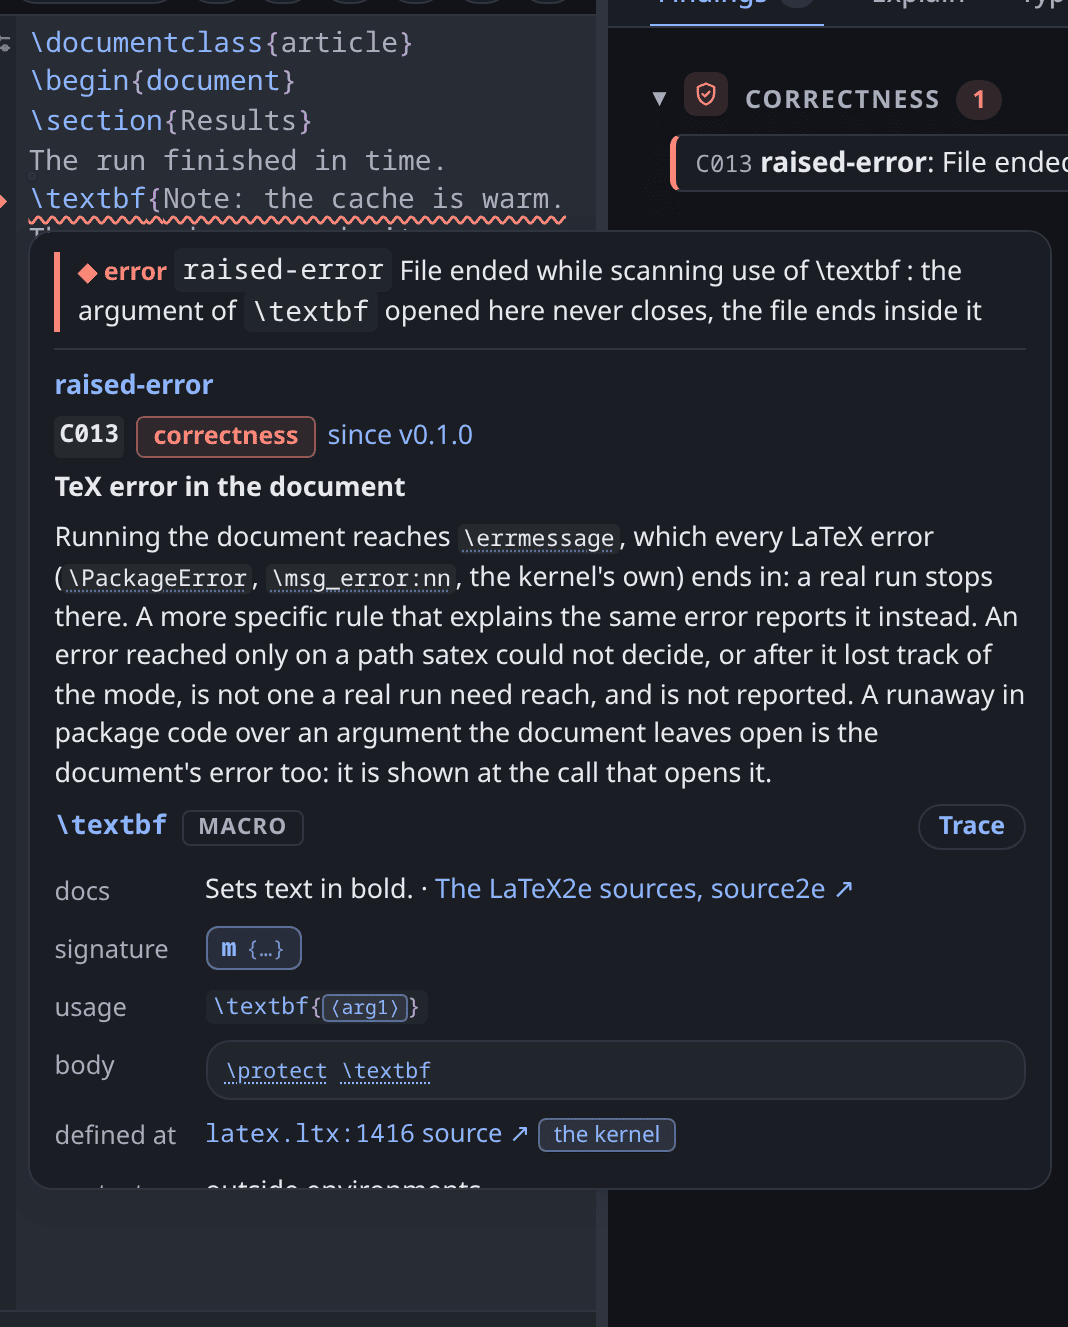 Findings Explain
\documentclass{article}
\begin{document}
\section{Results}
The run finished in time.
\textbf{Note: the cache is warm.
CORRECTNESS 1
C013 raised-error: File ended
error raised-error File ended while scanning use of \textbf : the
argument of \textbf opened here never closes, the file ends inside it
raised-error
C013 correctness since v0.1.0
TeX error in the document
Running the document reaches \errmessage, which every LaTeX error
(\PackageError, \msg_error:nn, the kernel's own) ends in: a real run stops
there. A more specific rule that explains the same error reports it instead. An
error reached only on a path satex could not decide, or after it lost track of
the mode, is not one a real run need reach, and is not reported. A runaway in
package code over an argument the document leaves open is the
document's error too: it is shown at the call that opens it.
\textbf MACRO Trace
docs Sets text in bold. · The LaTeX2e sources, source2e ↗
signature m {…}
usage \textbf{⟨arg1⟩}
body \protect \textbf
defined at latex.ltx:1416 source ↗ the kernel
outside environments